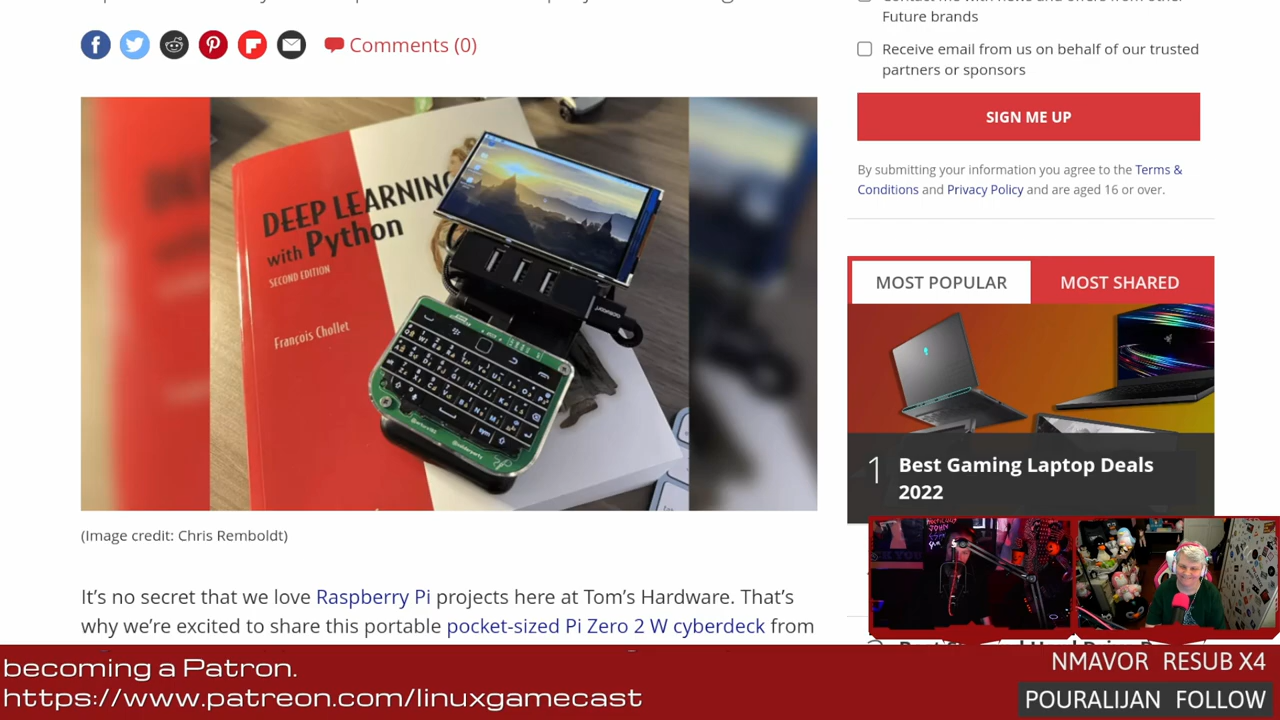 Future brands
Comments (0)
Receive email from us on behalf of our trusted
partners or sponsors
SIGN ME UP
By submitting your information you agree to the Terms &
Conditions and Privacy Policy and are aged 16 or over.
DEEP LEARNING
with Python
SECOND EDITION
François Chollet
MOST POPULAR
MOST SHARED
1 Best Gaming Laptop Deals
2022
(Image credit: Chris Remboldt)
It’s no secret that we love Raspberry Pi projects here at Tom’s Hardware. That’s
why we’re excited to share this portable pocket-sized Pi Zero 2 W cyberdeck from
becoming a Patron.
https://www.patreon.com/linuxgamecast
NMAVOR RESUB X4
POURALIJAN FOLLOW